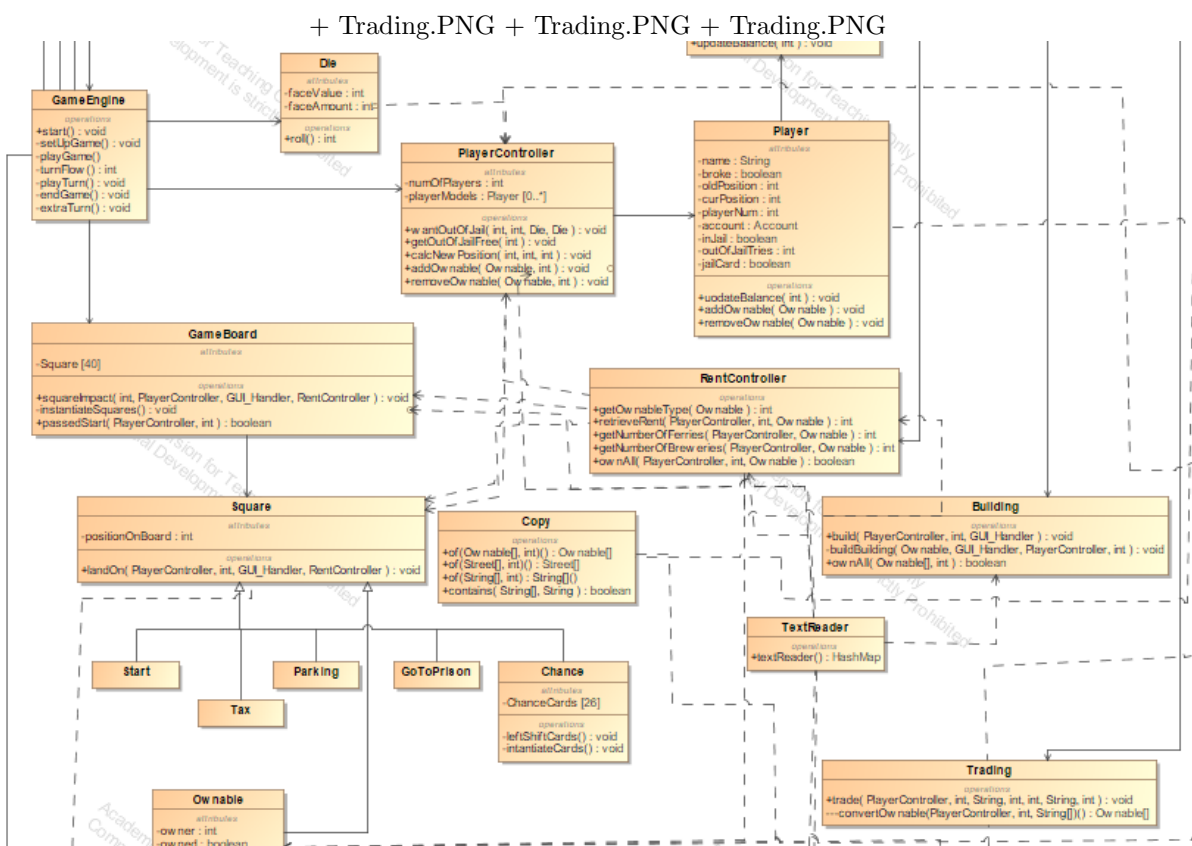 + Trading.PNG + Trading.PNG + Trading.PNG
+updateBalance( int ) : void
Die
attributes
-faceValue : int
-faceAmount : int
operations
+roll() : int
GameEngine
operations
+start() : void
-setUpGame() : void
-playGame()
-turnFlow() : int
-playTurn() : void
-endGame() : void
-extraTurn() : void
PlayerController
attributes
-numOfPlayers : int
-playerModels : Player [0..*]
operations
+wantOutOfJail( int, int, Die, Die ) : void
+getOutOfJailFree( int ) : void
+calcNewPosition( int, int, int ) : void
+addOwnable( Ownable, int ) : void
+removeOwnable( Ownable, int ) : void
Player
attributes
-name : String
-broke : boolean
-oldPosition : int
-curPosition : int
-playerNum : int
-account : Account
-inJail : boolean
-outOfJailTries : int
-jailCard : boolean
operations
+updateBalance( int ) : void
+addOwnable( Ownable ) : void
+removeOwnable( Ownable ) : void
GameBoard
attributes
-Square [40]
operations
+squareImpact( int, PlayerController, GUI_Handler, RentController ) : void
-instantiateSquares() : void
+passedStart( PlayerController, int ) : boolean
RentController
operations
+getOwnableType( Ownable ) : int
+retrieveRent( PlayerController, int, Ownable ) : int
+getNumberOfFerries( PlayerController, Ownable ) : int
+getNumberOfBreweries( PlayerController, Ownable ) : int
+ownAll( PlayerController, int, Ownable ) : boolean
Square
attributes
-positionOnBoard : int
operations
+landOn( PlayerController, int, GUI_Handler, RentController ) : void
Copy
operations
+of(Ownable[], int)() : Ownable[]
+of(Street[], int)() : Street[]
+of(String[], int) : String[]()
+contains( String[], String ) : boolean
Building
operations
+build( PlayerController, int, GUI_Handler ) : void
-buildBuilding( Ownable, GUI_Handler, PlayerController, int ) : void
+ownAll( Ownable[], int ) : boolean
TextReader
operations
+textReader() : HashMap
Start
Tax
Parking
GoToPrison
Chance
attributes
-ChanceCards [26]
operations
-leftShiftCards() : void
-intantiateCards() : void
Trading
operations
+trade( PlayerController, int, String, int, int, String, int ) : void
---convertOwnable(PlayerController, int, String[])() : Ownable[]
Ownable
attributes
-owner : int
-owned : boolean